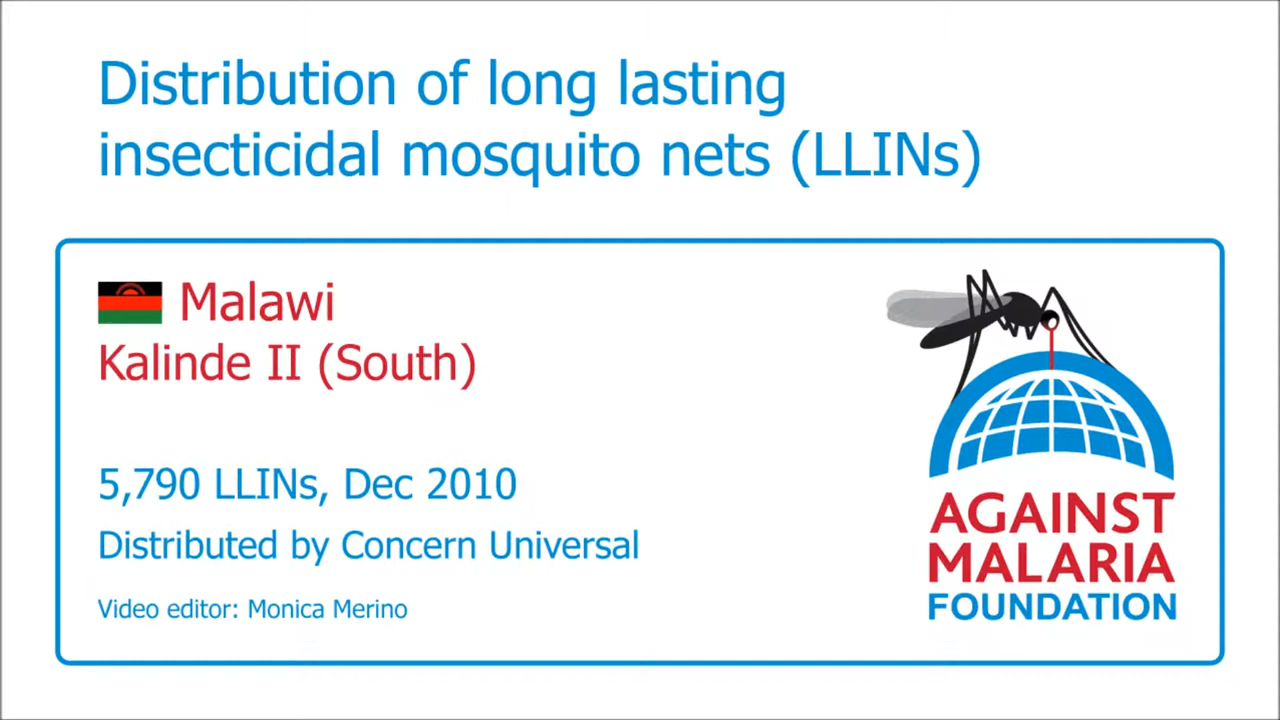 Distribution of long lasting
insecticidal mosquito nets (LLINs)
Malawi
Kalinde II (South)
5,790 LLINs, Dec 2010
Distributed by Concern Universal
Video editor: Monica Merino
AGAINST
MALARIA
FOUNDATION